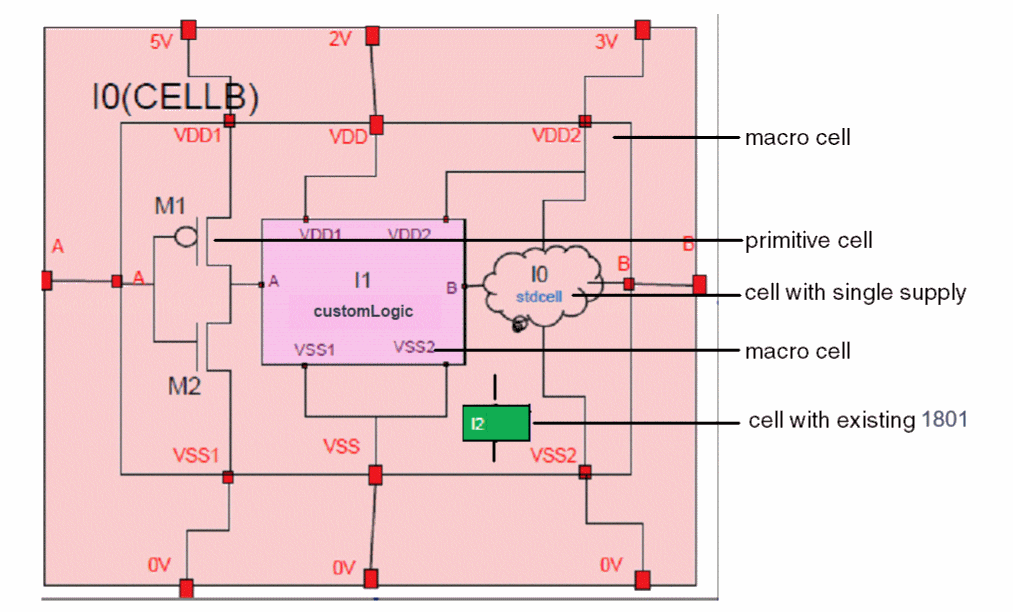 5V
2V
3V
I0(CELLB)
VDD1
VDD
VDD2
macro cell
M1
VDD1
VDD2
primitive cell
A
A
A
I1
B
I0
B
B
stdcell
cell with single supply
customLogic
VSS1
VSS2
macro cell
M2
I2
cell with existing 1801
VSS1
VSS
VSS2
0V
0V
0V